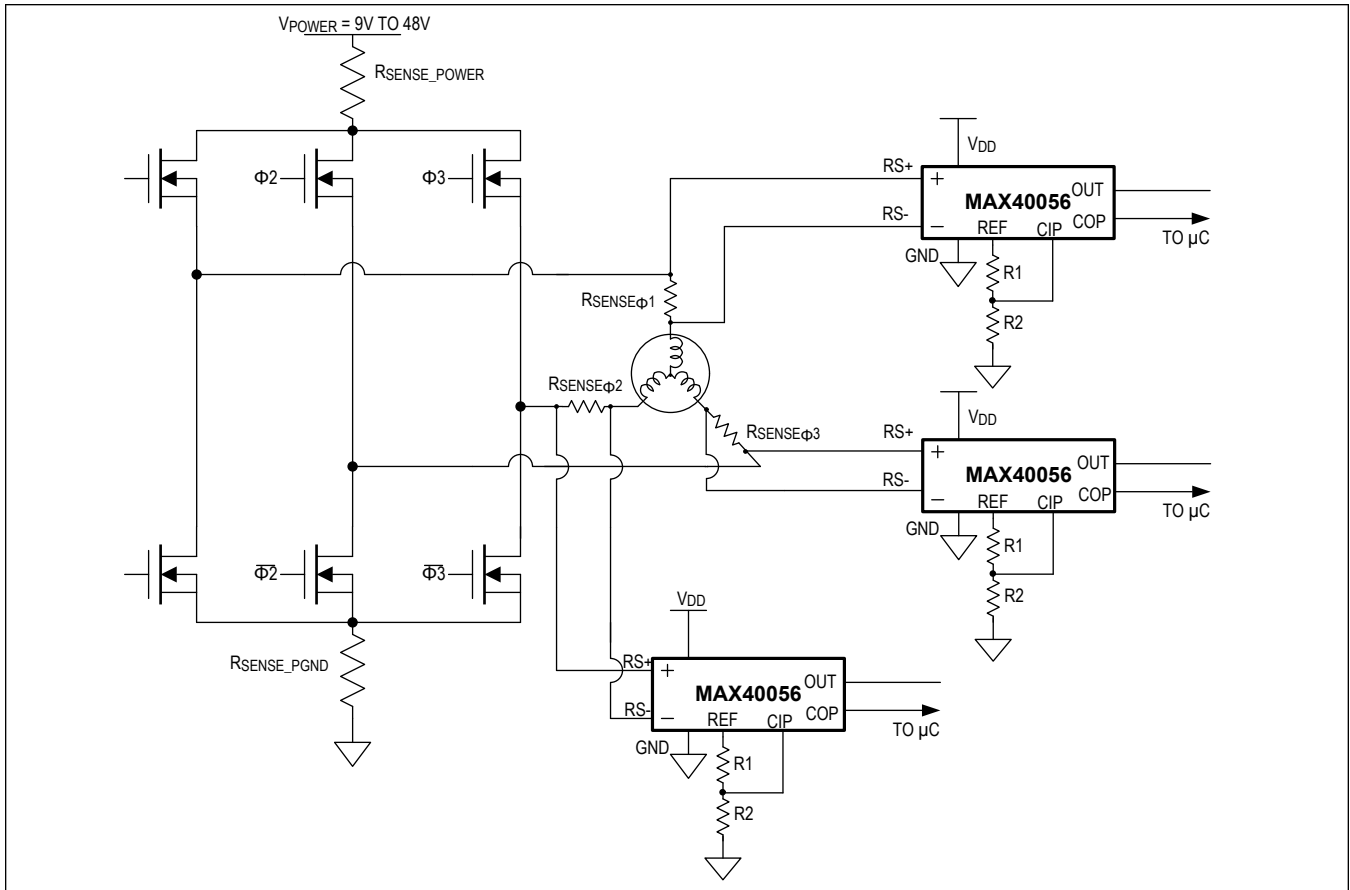 VPOWER = 9V TO 48V
RSENSE_POWER
Φ2
Φ3
VDD
RS+
+
MAX40056
OUT
RS-
−
REF
CIP
COP
TO µC
GND
R1
R2
RSENSEΦ1
RSENSEΦ2
RSENSEΦ3
VDD
RS+
+
MAX40056
OUT
RS-
−
REF
CIP
COP
TO µC
GND
R1
R2
Φ̅2
Φ̅3
RSENSE_PGND
VDD
RS+
+
MAX40056
OUT
RS-
−
REF
CIP
COP
TO µC
GND
R1
R2